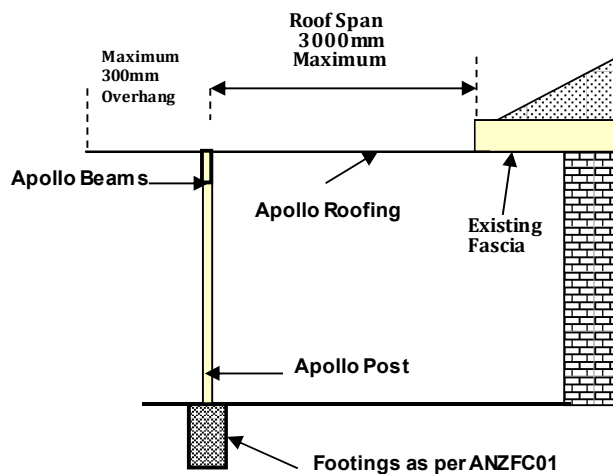 Roof Span
3000mm
Maximum
Maximum
300mm
Overhang
Apollo Beams
Apollo Roofing
Existing
Fascia
Apollo Post
Footings as per ANZFC01